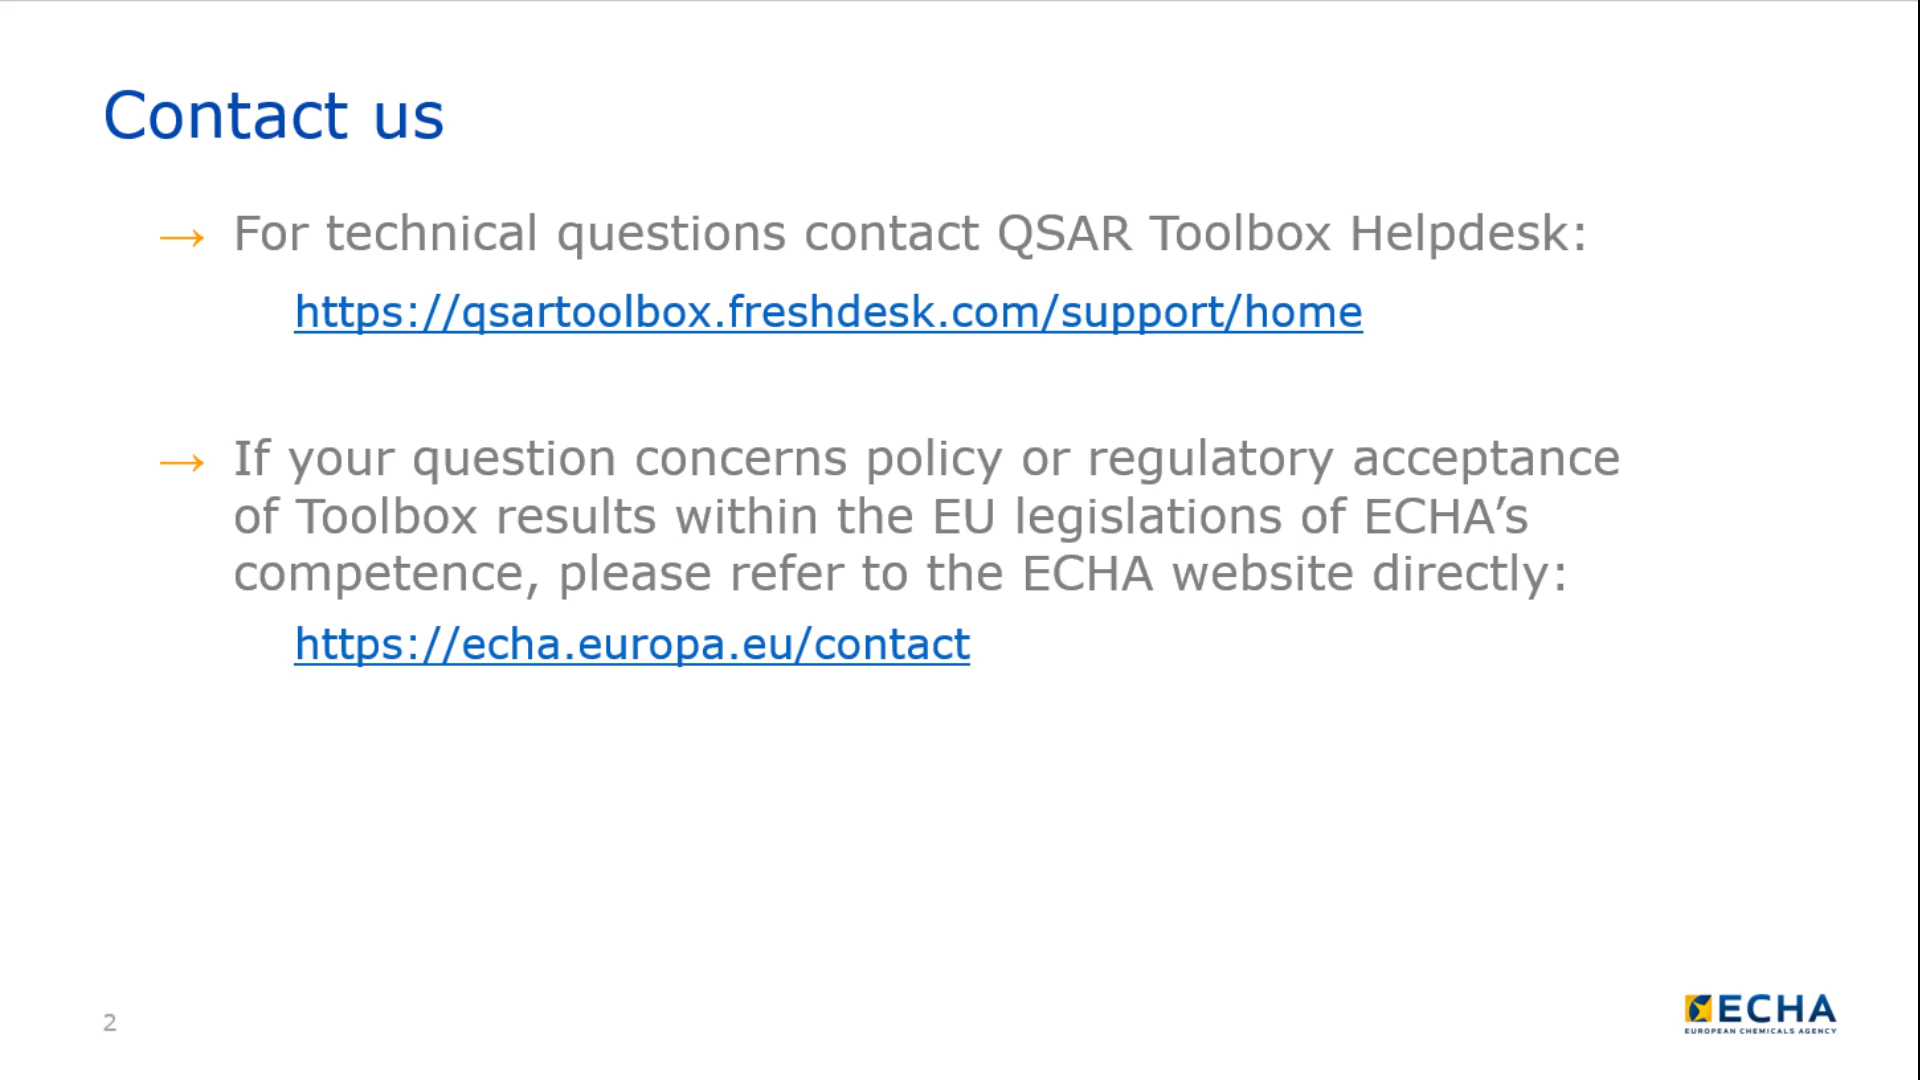 Contact us
→ For technical questions contact QSAR Toolbox Helpdesk:
https://qsartoolbox.freshdesk.com/support/home
→ If your question concerns policy or regulatory acceptance
of Toolbox results within the EU legislations of ECHA’s
competence, please refer to the ECHA website directly:
https://echa.europa.eu/contact
2
ECHA
EUROPEAN CHEMICALS AGENCY